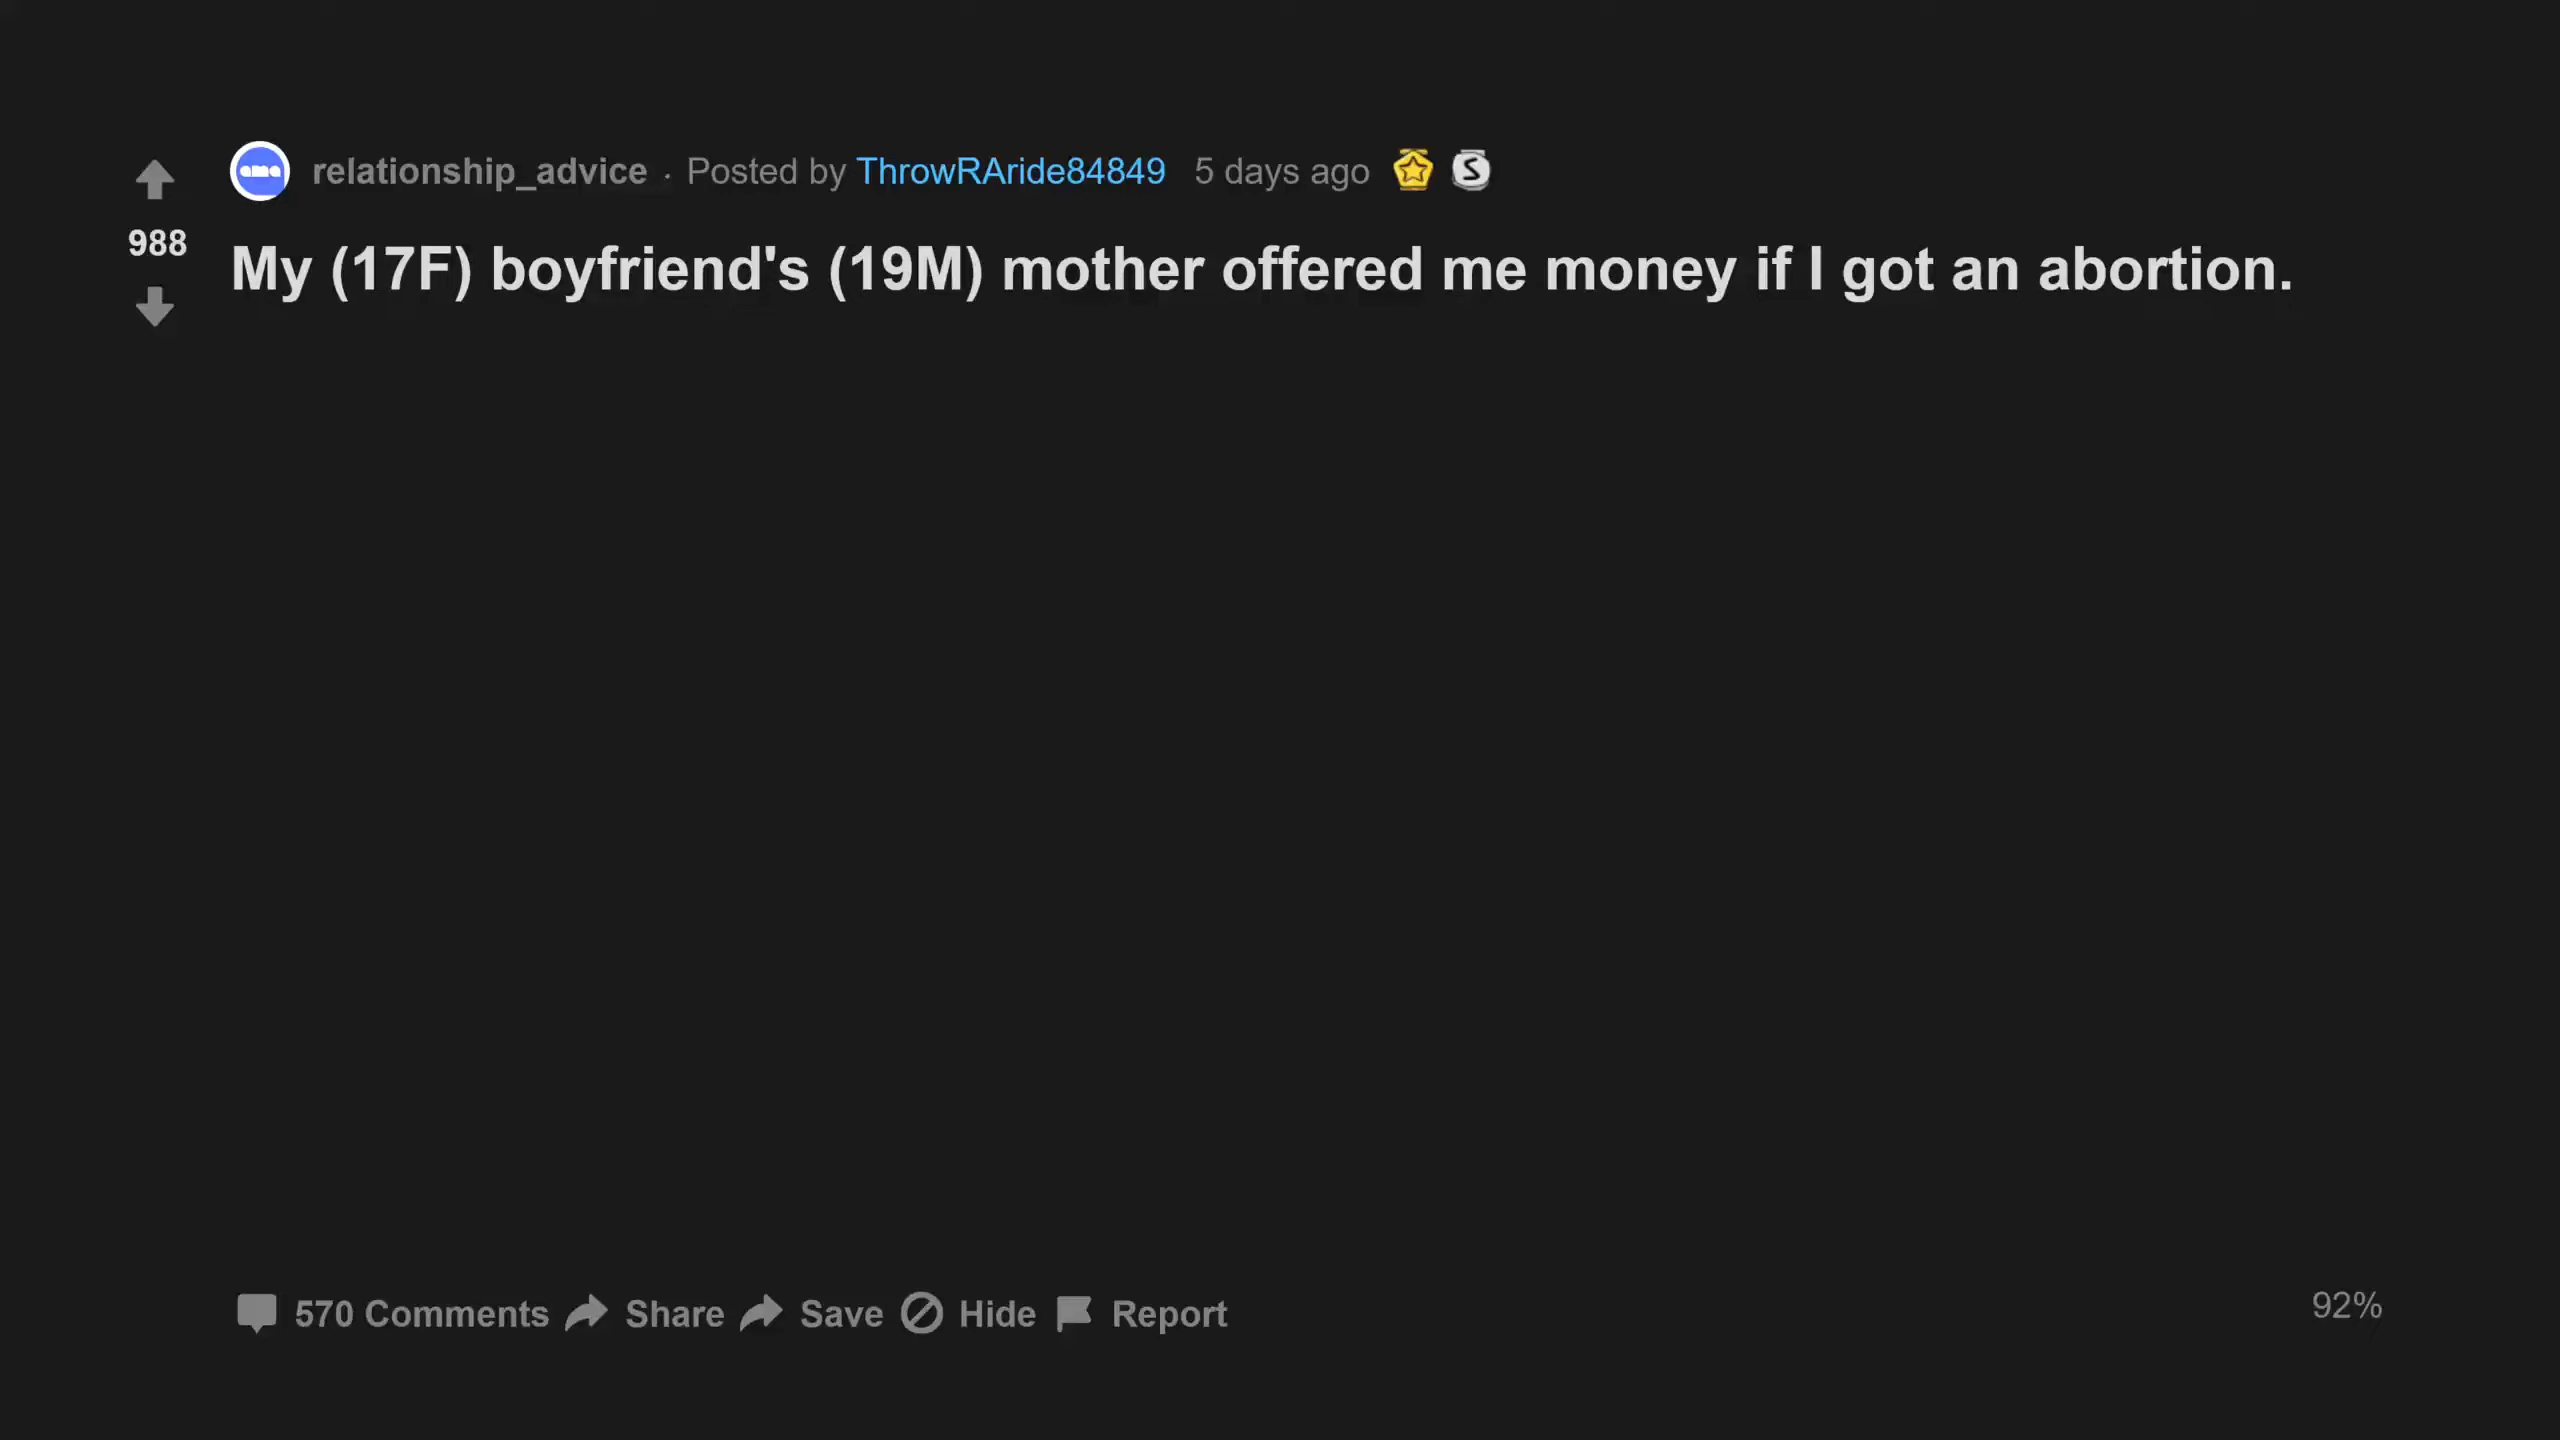 relationship_advice · Posted by ThrowRAride84849 5 days ago
988
My (17F) boyfriend's (19M) mother offered me money if I got an abortion.
570 Comments Share Save Hide Report
92%